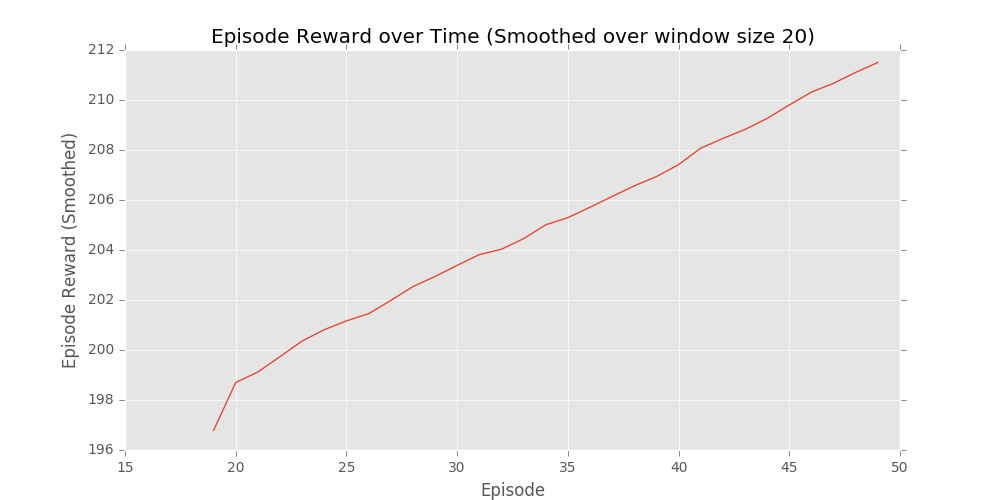 Episode Reward over Time (Smoothed over window size 20)
212
210
208
206
204
202
200
198
196
Episode Reward (Smoothed)
15 20 25 30 35 40 45 50
Episode